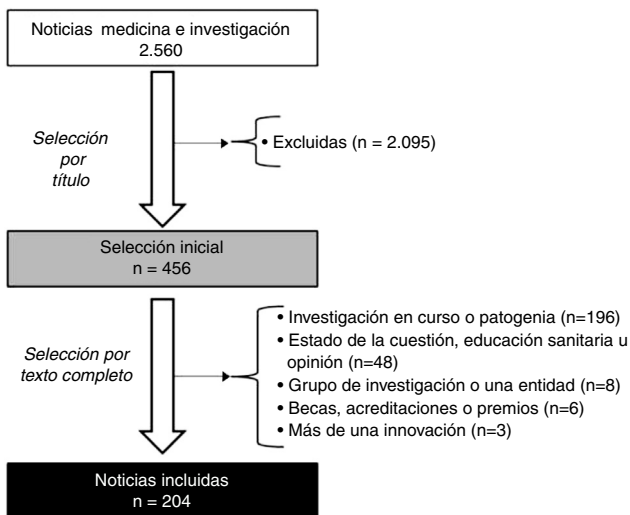 Noticias medicina e investigación
2.560
Selección
por
título
• Excluidas (n = 2.095)
Selección inicial
n = 456
Selección por
texto completo
• Investigación en curso o patogenia (n=196)
• Estado de la cuestión, educación sanitaria u
opinión (n=48)
• Grupo de investigación o una entidad (n=8)
• Becas, acreditaciones o premios (n=6)
• Más de una innovación (n=3)
Noticias incluidas
n = 204